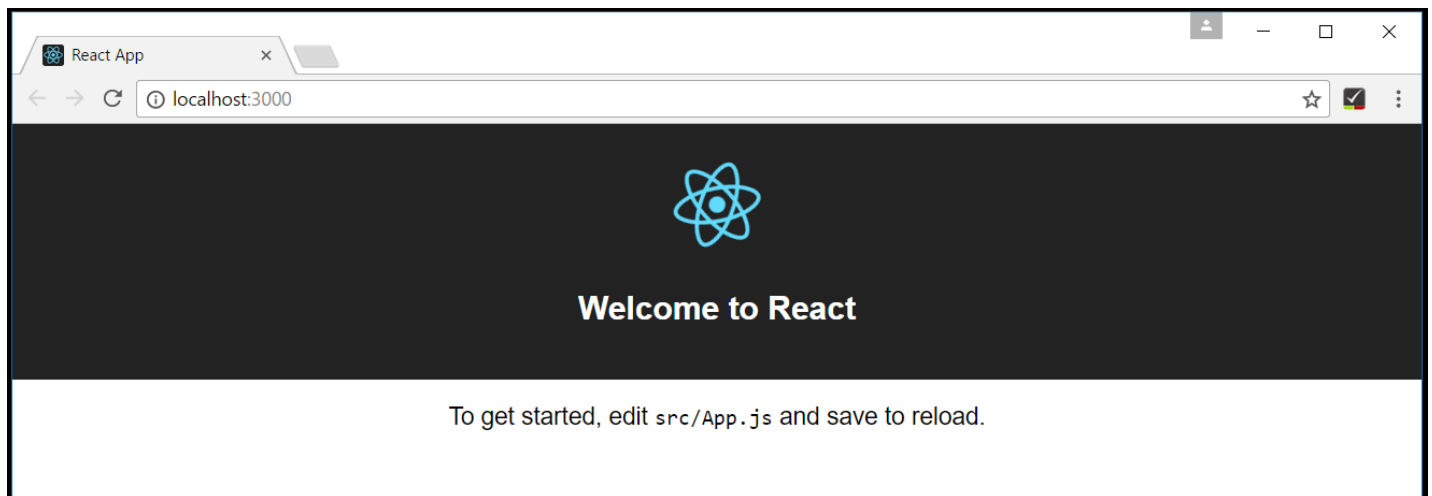 React App
localhost:3000
Welcome to React
To get started, edit src/App.js and save to reload.